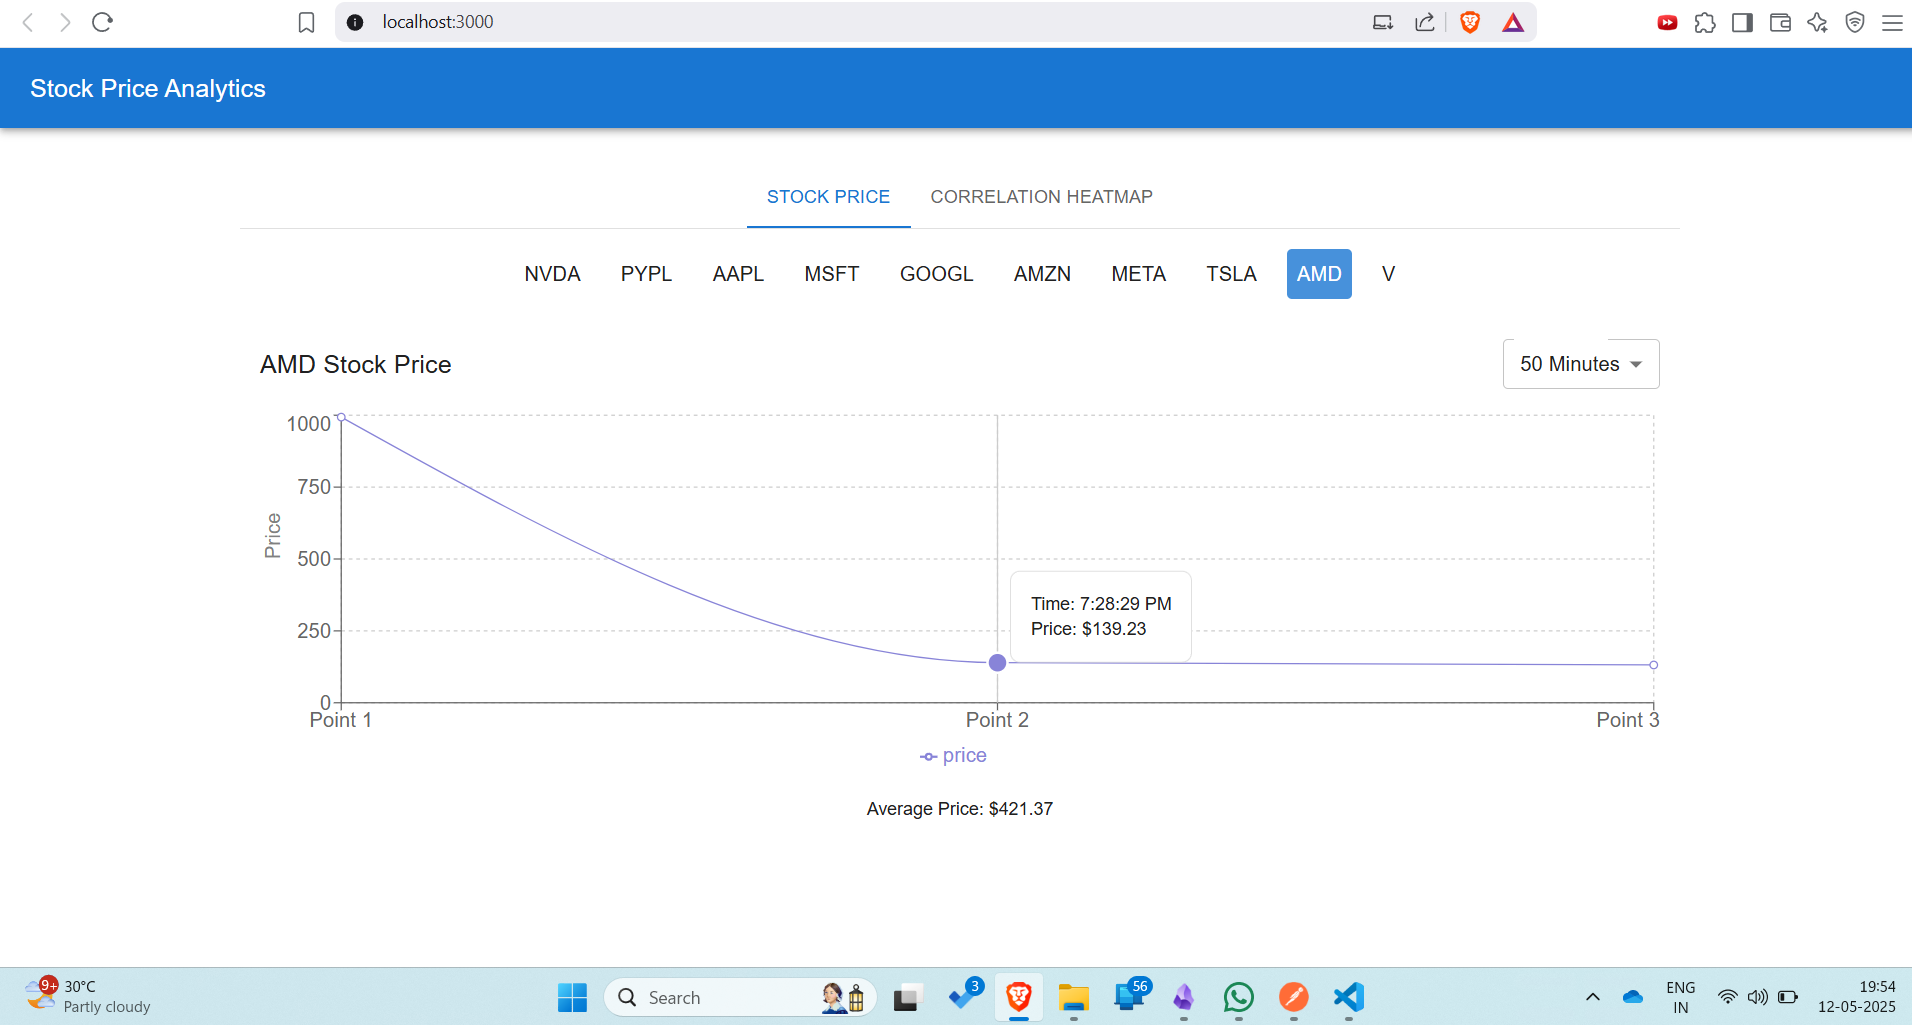 localhost:3000
Stock Price Analytics
STOCK PRICE CORRELATION HEATMAP
NVDA PYPL AAPL MSFT GOOGL AMZN META TSLA AMD V
AMD Stock Price
50 Minutes
1000
750
500
250
0
Price
Time: 7:28:29 PM
Price: $139.23
Point 1 Point 2 Point 3
price
Average Price: $421.37
9+
30°C
Partly cloudy
Search
3
56
ENG
IN
19:54
12-05-2025